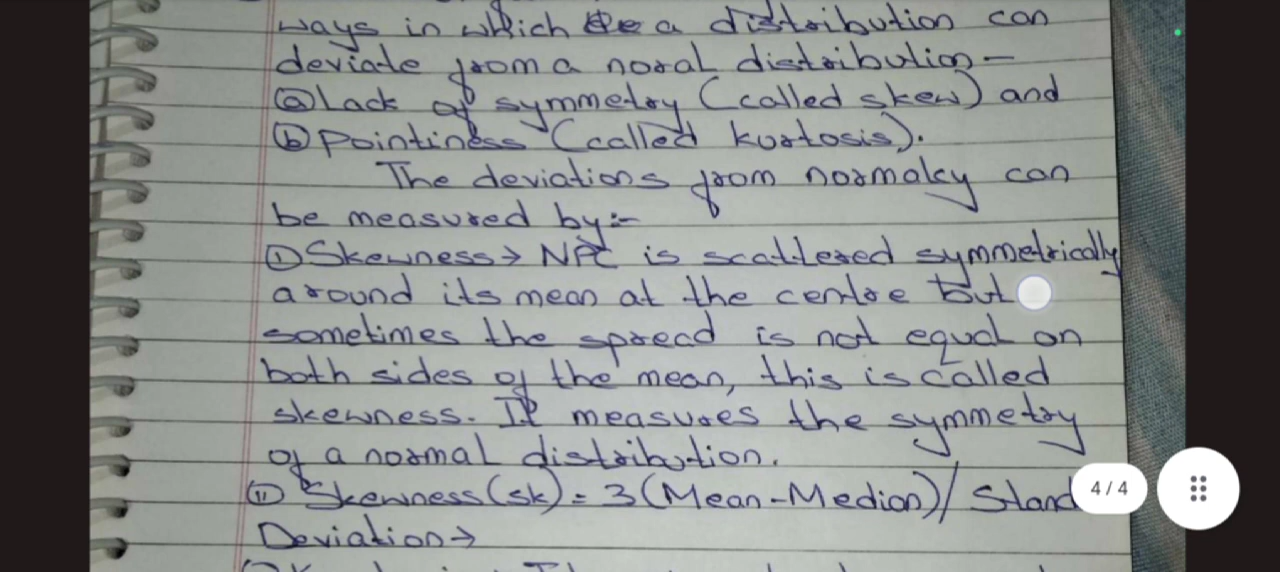 ways in which a distribution can
deviate from a noral distribution—
ⓐ Lack of symmetry (called skew) and
ⓑ Pointiness (called kurtosis).
The deviations from normalcy can
be measured by:-
① Skewness → NPC is scattered symmetrically
around its mean at the centre but
sometimes the spread is not equal on
both sides of the mean, this is called
skewness. It measures the symmetry
of a normal distribution.
ⓘⓘ Skewness (sk) = 3 (Mean - Median) / Stand
Deviation →
4 / 4